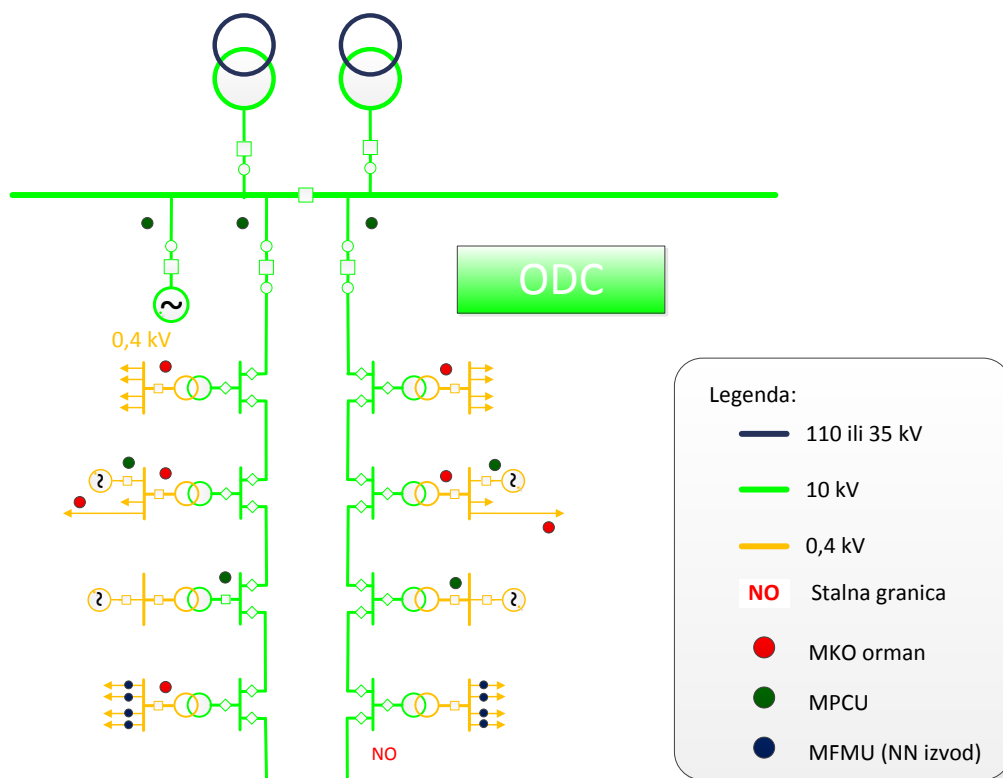 ODC
0,4 kV
Legenda:
110 ili 35 kV
10 kV
0,4 kV
NO Stalna granica
MKO orman
MPCU
MFMU (NN izvod)
NO